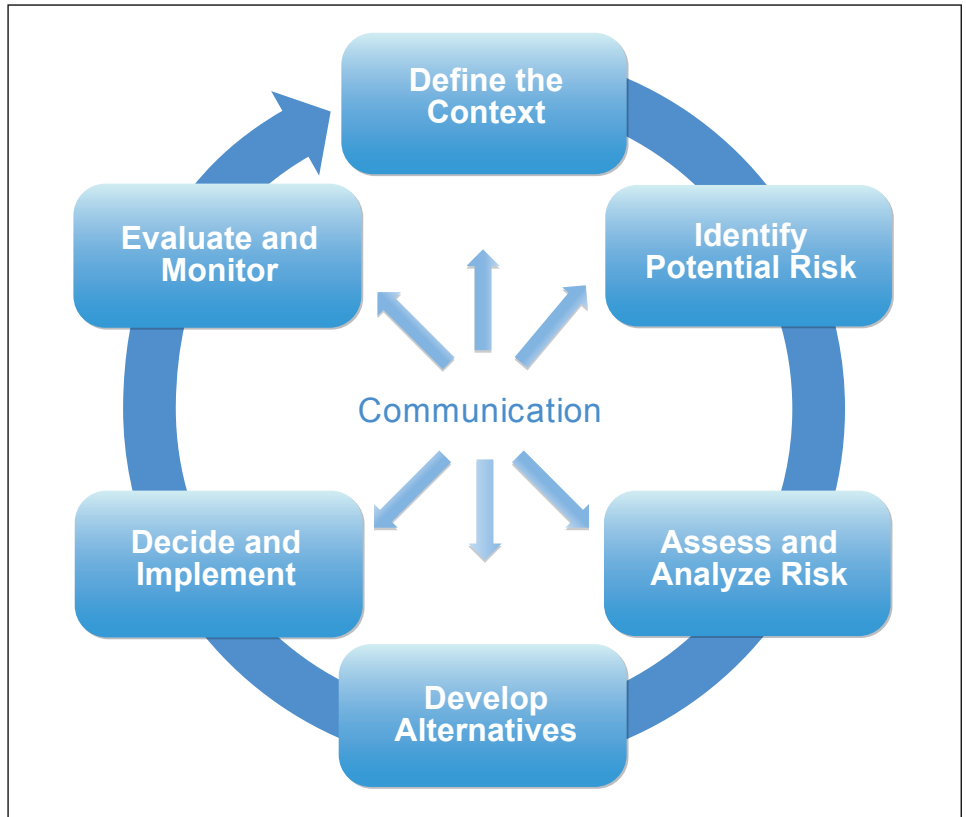 Define the
Context
Identify
Potential Risk
Assess and
Analyze Risk
Develop
Alternatives
Decide and
Implement
Evaluate and
Monitor
Communication